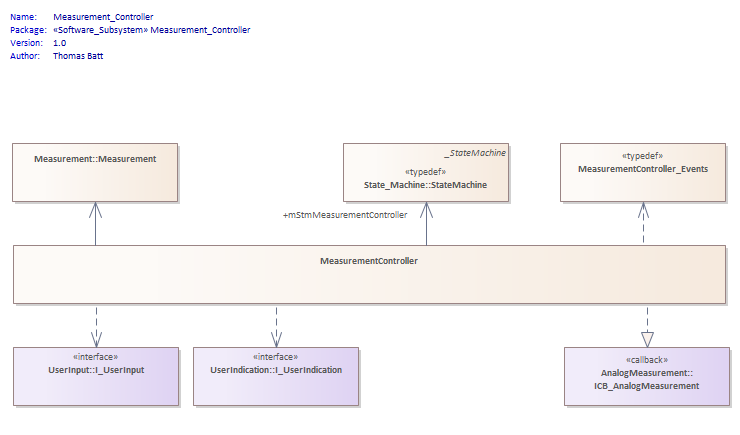 Name: Measurement_Controller
Package: «Software_Subsystem» Measurement_Controller
Version: 1.0
Author: Thomas Batt
Measurement::Measurement
_StateMachine
«typedef»
State_Machine::StateMachine
«typedef»
MeasurementController_Events
+mStmMeasurementController
MeasurementController
«interface»
UserInput::I_UserInput
«interface»
UserIndication::I_UserIndication
«callback»
AnalogMeasurement::
ICB_AnalogMeasurement